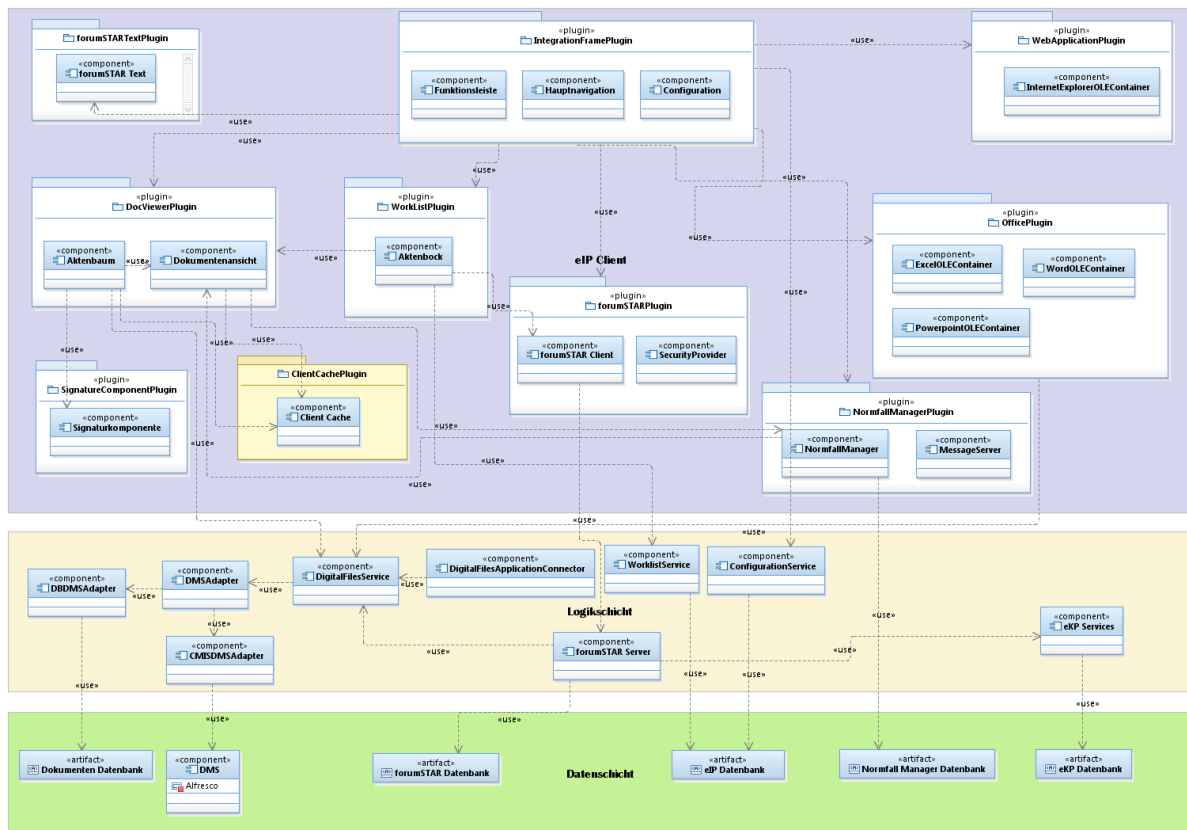 forumSTARTextPlugin
«component»
forumSTAR Text
«plugin»
IntegrationFramePlugin
«component»
Funktionsleiste
«component»
Hauptnavigation
«component»
Configuration
«use»
«plugin»
WebApplicationPlugin
«component»
InternetExplorerOLEContainer
«use»
«use»
«use»
«use»
«use»
«use»
«plugin»
DocViewerPlugin
«component»
Aktenbaum
«use»
«component»
Dokumentenansicht
«plugin»
WorkListPlugin
«component»
Aktenbock
«use»
«use»
«use»
«plugin»
OfficePlugin
«component»
ExcelOLEContainer
«component»
WordOLEContainer
«component»
PowerpointOLEContainer
eIP Client
«plugin»
forumSTARPlugin
«component»
forumSTAR Client
«component»
SecurityProvider
«use»
«use»
«use»
«use»
«plugin»
SignatureComponentPlugin
«component»
Signaturkomponente
ClientCachePlugin
«component»
Client Cache
«plugin»
NormfallManagerPlugin
«component»
NormfallManager
«component»
MessageServer
«use»
«use»
«use»
«use»
«use»
«use»
«component»
DBDMSAdapter
«use»
«component»
DMSAdapter
«use»
«component»
DigitalFilesService
«use»
«component»
DigitalFilesApplicationConnector
«component»
WorklistService
«component»
ConfigurationService
Logikschicht
«use»
«component»
CMISDMSAdapter
«use»
«component»
forumSTAR Server
«use»
«component»
eKP Services
«use»
«use»
«use»
«use»
«use»
«use»
«use»
«artifact»
Dokumenten Datenbank
«component»
DMS
Alfresco
«artifact»
forumSTAR Datenbank
Datenschicht
«artifact»
eIP Datenbank
«artifact»
Normfall Manager Datenbank
«artifact»
eKP Datenbank